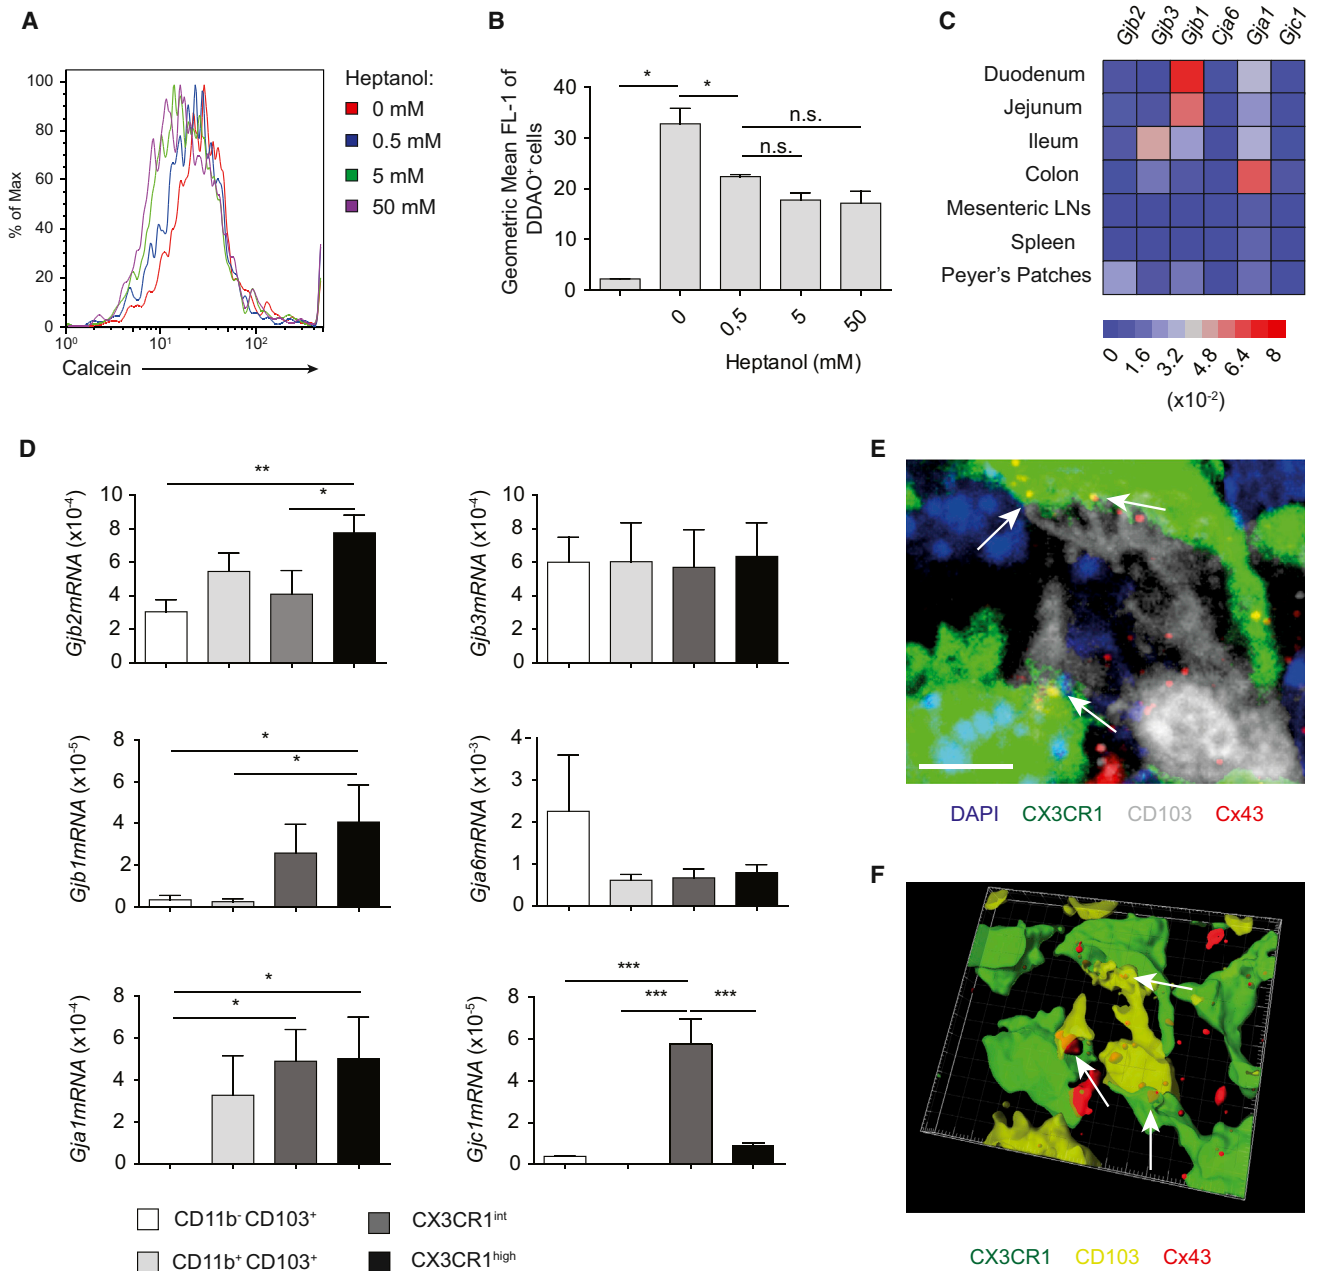 A
Heptanol:
0 mM
0.5 mM
5 mM
50 mM
100
80
60
40
20
0
% of Max
10⁰ 10¹ 10²
Calcein
B
Geometric Mean FL-1 of
DDAO⁺ cells
40
30
20
10
0
* *
n.s.
n.s.
0 0,5 5 50
Heptanol (mM)
C
Gjb2 Gjb3 Gjb1 Cja6 Gja1 Gjc1
Duodenum
Jejunum
Ileum
Colon
Mesenteric LNs
Spleen
Peyer's Patches
0 1.6 3.2 4.8 6.4 8
(x10⁻²)
D
Gjb2mRNA (x10⁻⁴)
10
8
6
4
2
0
**
*
Gjb3mRNA (x10⁻⁴)
10
8
6
4
2
0
Gjb1mRNA (x10⁻⁵)
8
6
4
2
0
*
*
Gja6mRNA (x10⁻³)
4
3
2
1
0
Gja1mRNA (x10⁻⁴)
8
6
4
2
0
*
*
Gjc1mRNA (x10⁻⁵)
8
6
4
2
0
***
*** ***
CD11b⁻ CD103⁺
CD11b⁺ CD103⁺
CX3CR1ⁱⁿᵗ
CX3CR1ʰⁱᵍʰ
E
DAPI CX3CR1 CD103 Cx43
F
CX3CR1 CD103 Cx43